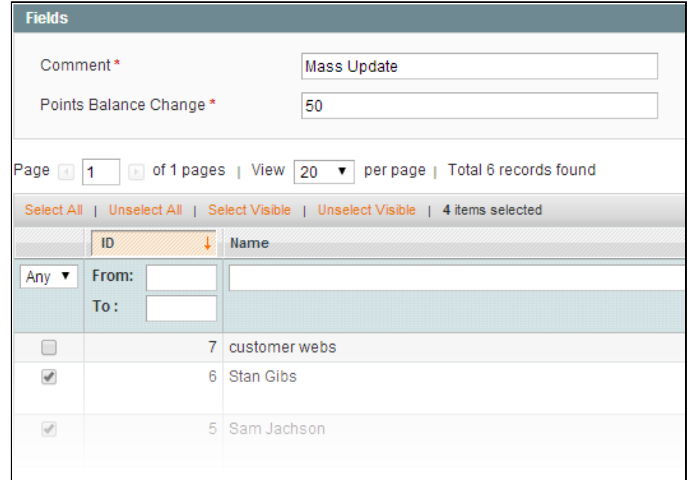 Fields
Comment *
Mass Update
Points Balance Change *
50
Page 1 of 1 pages | View 20 per page | Total 6 records found
Select All | Unselect All | Select Visible | Unselect Visible | 4 items selected
ID Name
Any From:
To :
7 customer webs
6 Stan Gibs
5 Sam Jachson